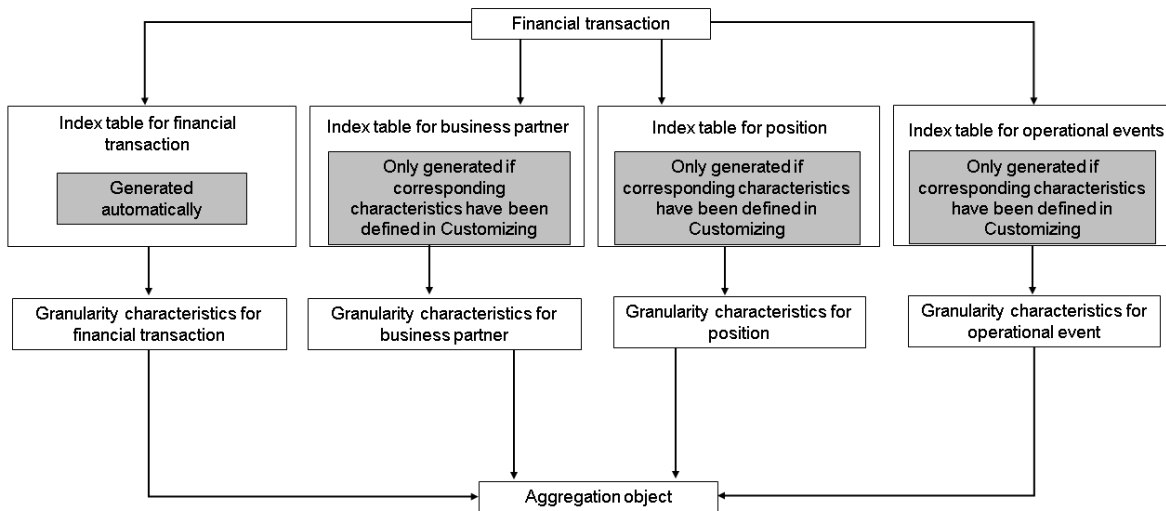 Financial transaction
Index table for financial
transaction
Generated
automatically
Index table for business partner
Only generated if
corresponding
characteristics have been
defined in Customizing
Index table for position
Only generated if
corresponding characteristics
have been defined in
Customizing
Index table for operational events
Only generated if
corresponding characteristics
have been defined in
Customizing
Granularity characteristics for
financial transaction
Granularity characteristics for
business partner
Granularity characteristics for
position
Granularity characteristics for
operational event
Aggregation object